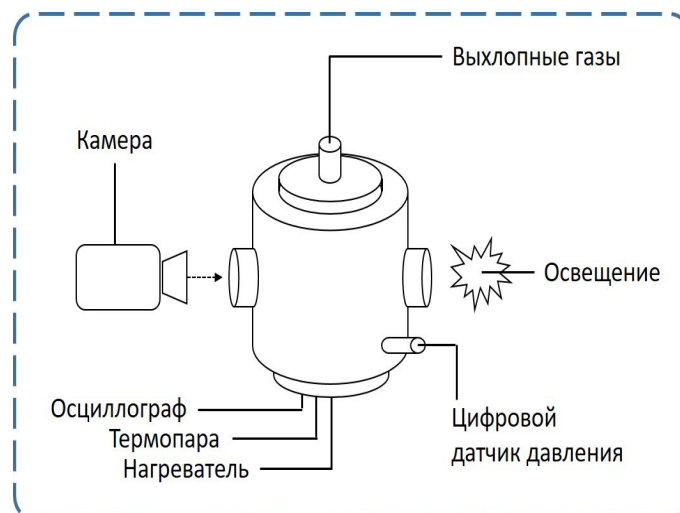 Выхлопные газы
Камера
Освещение
Осциллограф
Термопара
Нагреватель
Цифровой
датчик давления